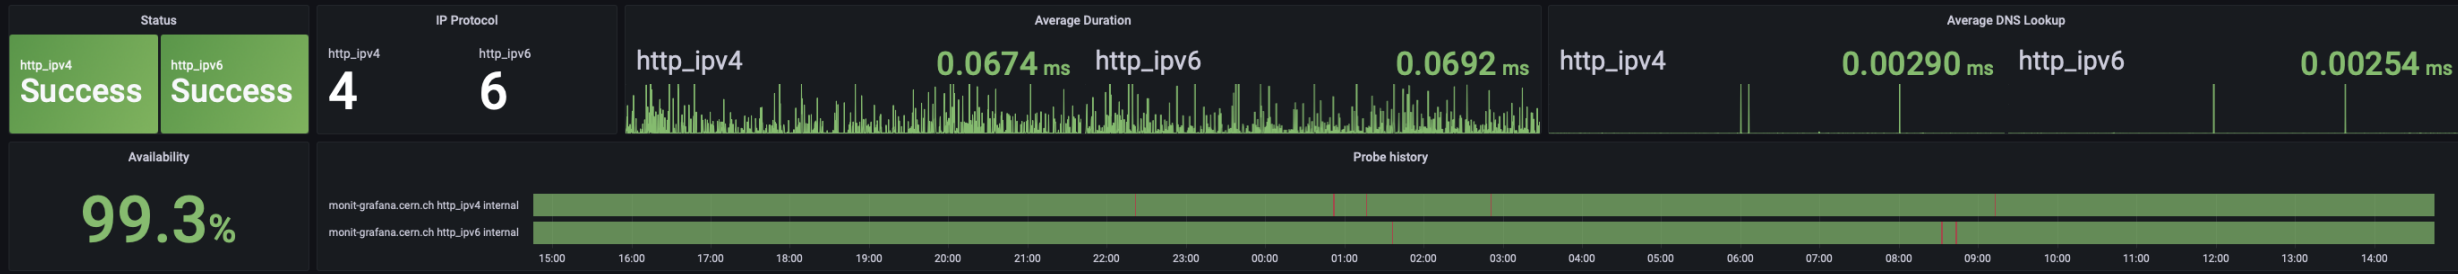 Status
http_ipv4
Success
http_ipv6
Success
IP Protocol
http_ipv4
4
http_ipv6
6
Average Duration
http_ipv4
0.0674 ms
http_ipv6
0.0692 ms
Average DNS Lookup
http_ipv4
0.00290 ms
http_ipv6
0.00254 ms
Availability
99.3%
Probe history
monit-grafana.cern.ch http_ipv4 internal
monit-grafana.cern.ch http_ipv6 internal
15:00 16:00 17:00 18:00 19:00 20:00 21:00 22:00 23:00 00:00 01:00 02:00 03:00 04:00 05:00 06:00 07:00 08:00 09:00 10:00 11:00 12:00 13:00 14:00